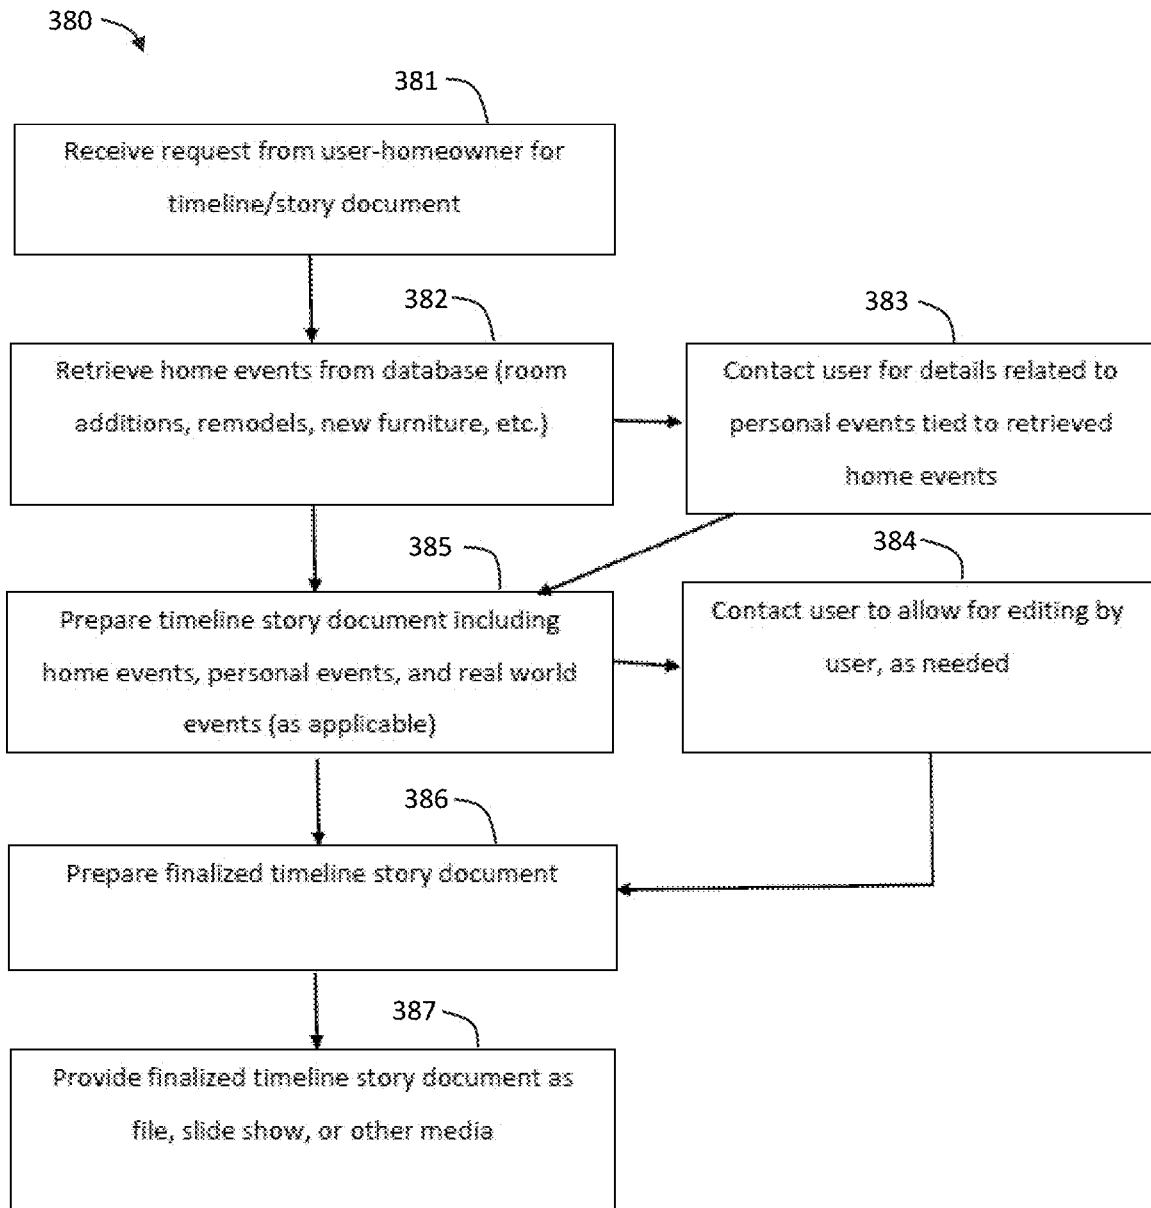 380
381
Receive request from user-homeowner for
timeline/story document
382
Retrieve home events from database (room
additions, remodels, new furniture, etc.)
383
Contact user for details related to
personal events tied to retrieved
home events
385
Prepare timeline story document including
home events, personal events, and real world
events (as applicable)
384
Contact user to allow for editing by
user, as needed
386
Prepare finalized timeline story document
387
Provide finalized timeline story document as
file, slide show, or other media